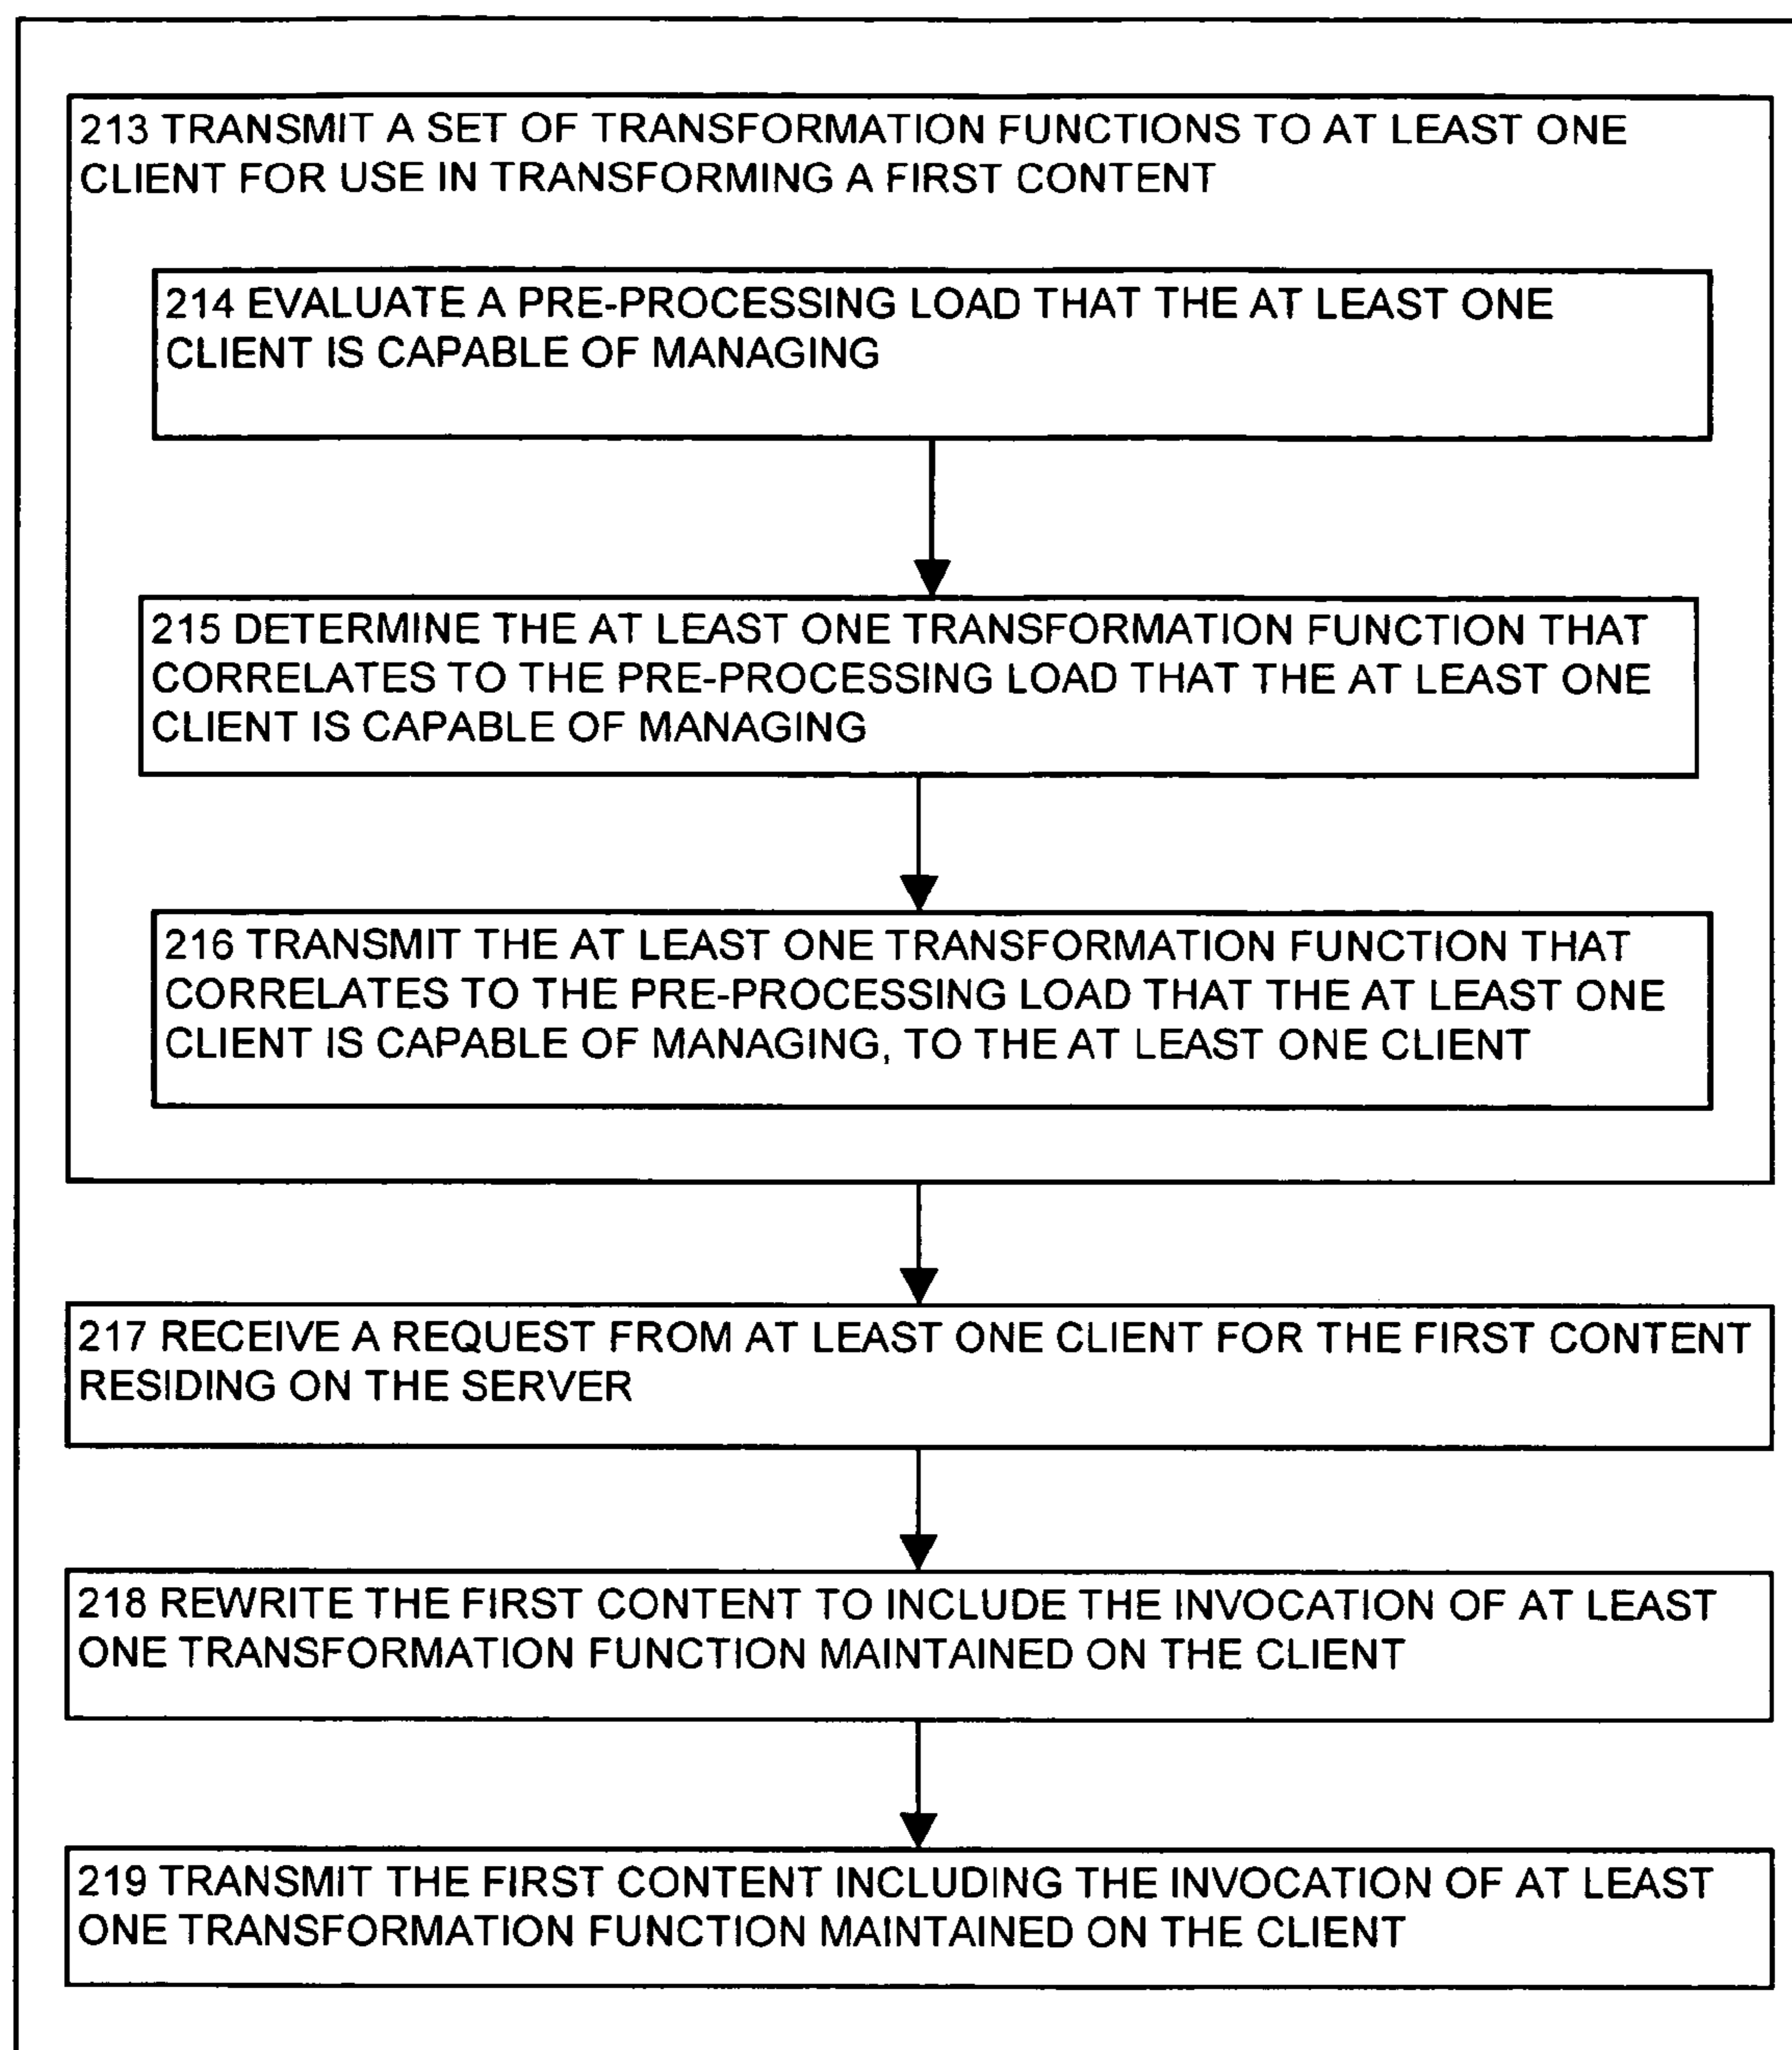 213 TRANSMIT A SET OF TRANSFORMATION FUNCTIONS TO AT LEAST ONE
CLIENT FOR USE IN TRANSFORMING A FIRST CONTENT
214 EVALUATE A PRE-PROCESSING LOAD THAT THE AT LEAST ONE
CLIENT IS CAPABLE OF MANAGING
215 DETERMINE THE AT LEAST ONE TRANSFORMATION FUNCTION THAT
CORRELATES TO THE PRE-PROCESSING LOAD THAT THE AT LEAST ONE
CLIENT IS CAPABLE OF MANAGING
216 TRANSMIT THE AT LEAST ONE TRANSFORMATION FUNCTION THAT
CORRELATES TO THE PRE-PROCESSING LOAD THAT THE AT LEAST ONE
CLIENT IS CAPABLE OF MANAGING, TO THE AT LEAST ONE CLIENT
217 RECEIVE A REQUEST FROM AT LEAST ONE CLIENT FOR THE FIRST CONTENT
RESIDING ON THE SERVER
218 REWRITE THE FIRST CONTENT TO INCLUDE THE INVOCATION OF AT LEAST
ONE TRANSFORMATION FUNCTION MAINTAINED ON THE CLIENT
219 TRANSMIT THE FIRST CONTENT INCLUDING THE INVOCATION OF AT LEAST
ONE TRANSFORMATION FUNCTION MAINTAINED ON THE CLIENT